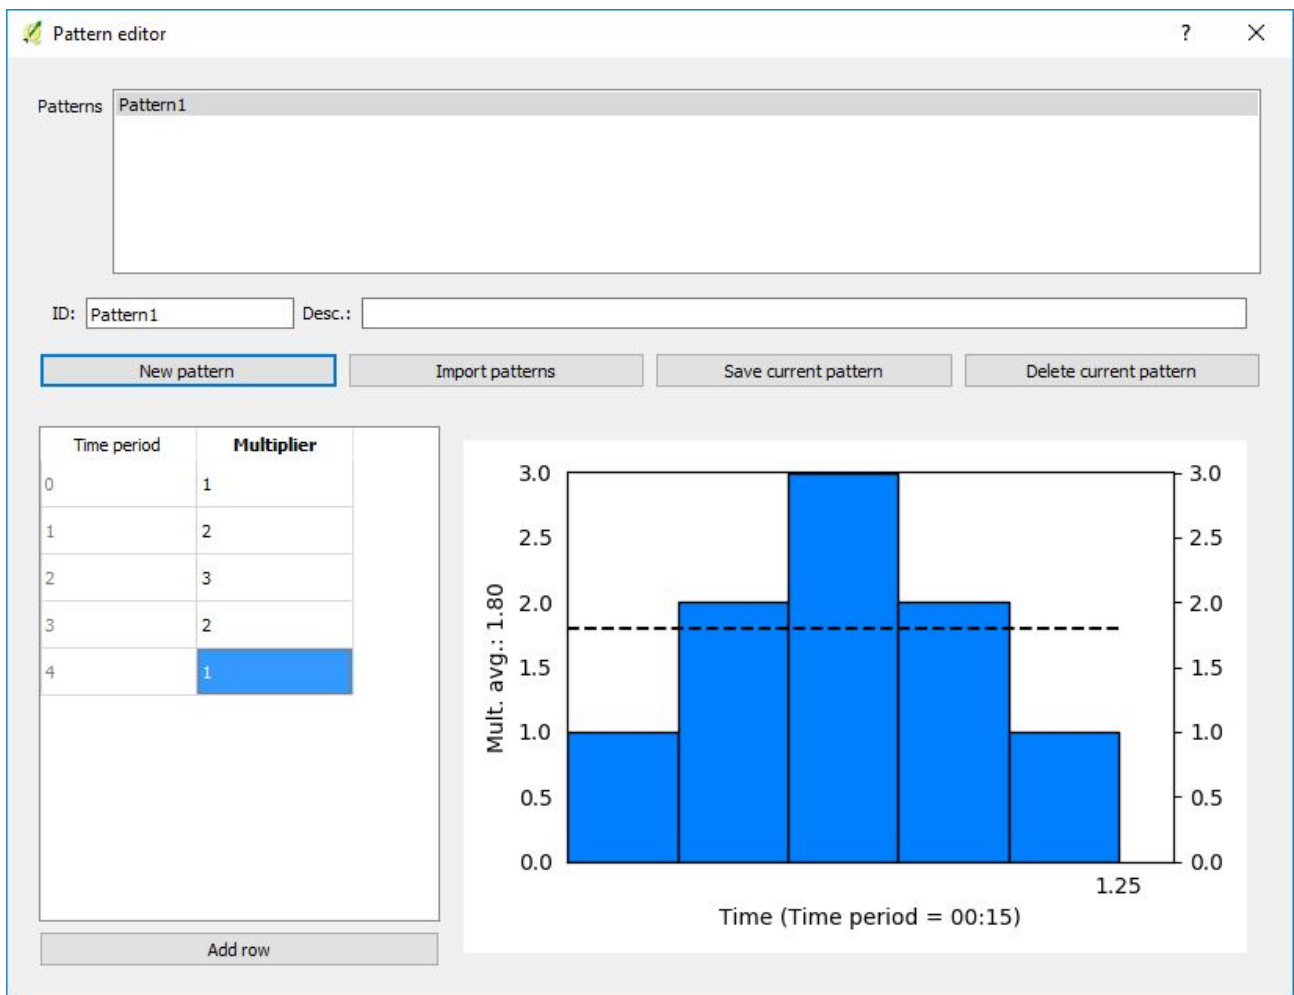 Pattern editor ?
Patterns Pattern1
ID: Pattern1 Desc.:
New pattern Import patterns Save current pattern Delete current pattern
Time period Multiplier
0 1
1 2
2 3
3 2
4 1
Add row
Mult. avg.: 1.80
3.0 3.0
2.5 2.5
2.0 2.0
1.5 1.5
1.0 1.0
0.5 0.5
0.0 0.0
1.25
Time (Time period = 00:15)